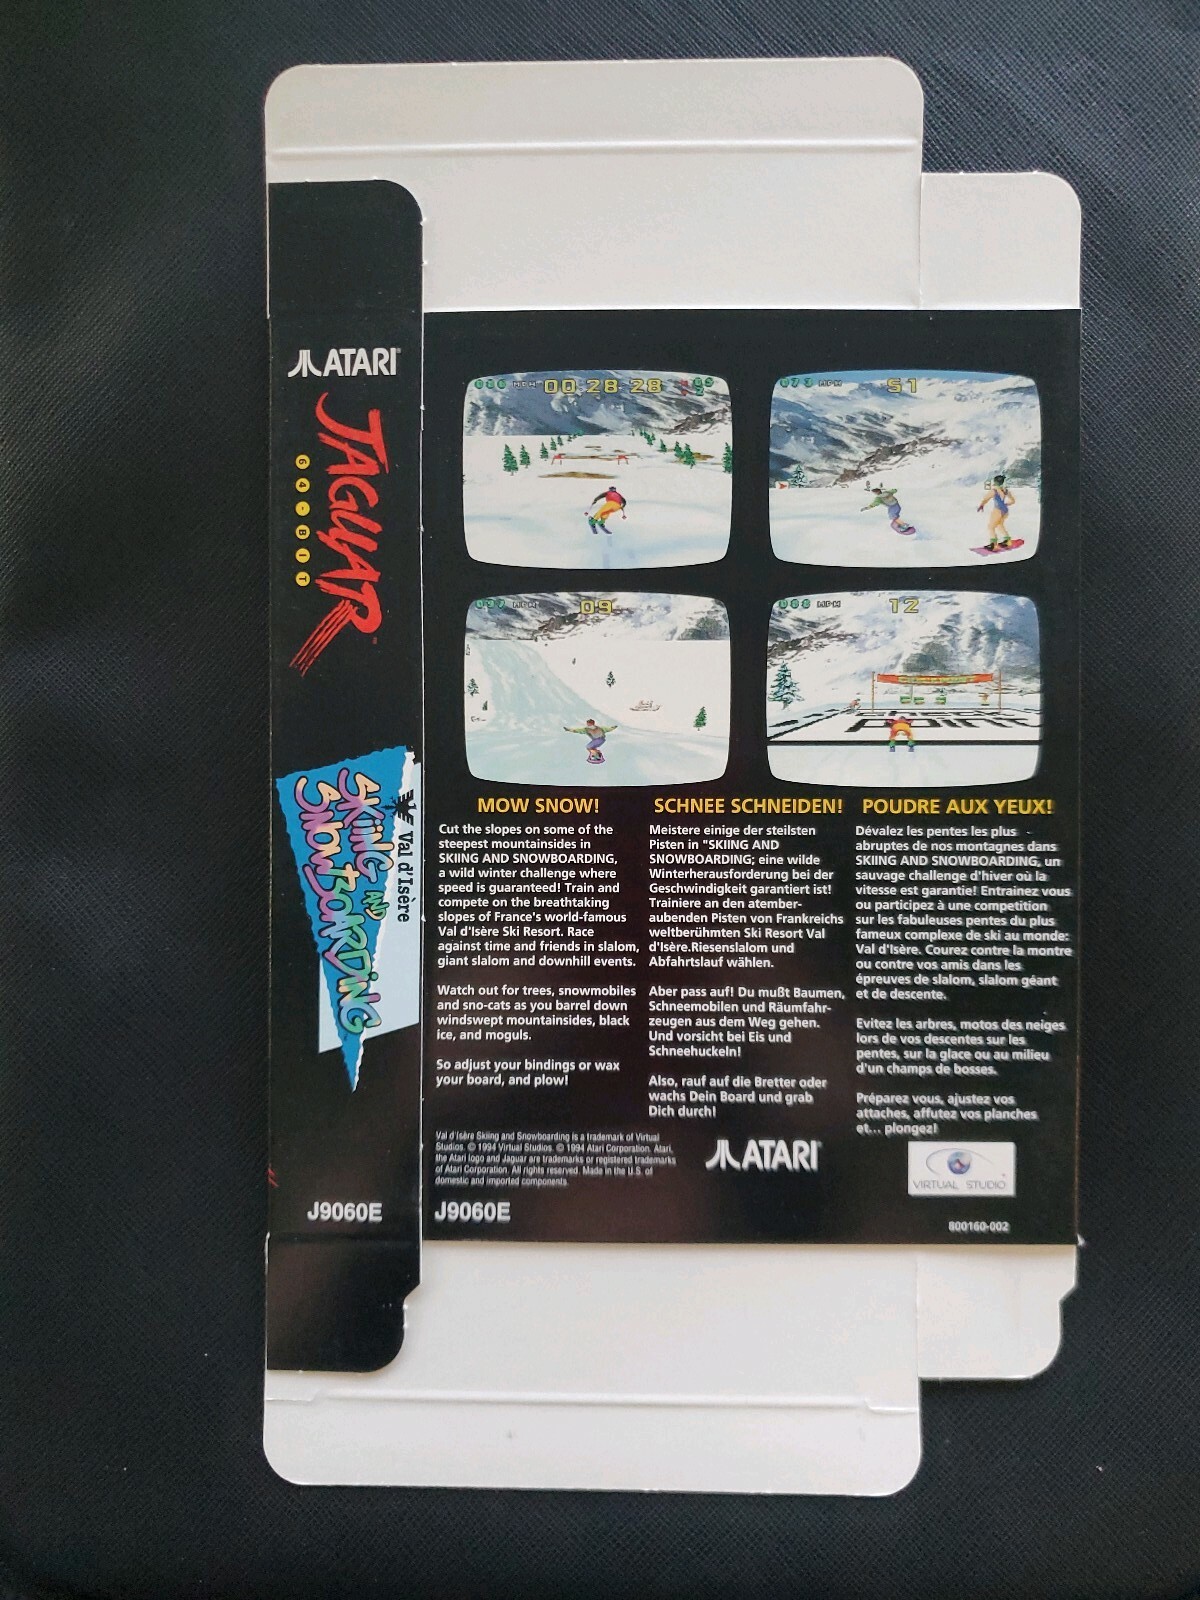 ATARI
JAGUAR™
64-BIT
Val d'Isère
SKIING AND
SNOWBOARDING
J9060E
MPH 00 28 28
073 MPH 51
MPH 09
MPH 12
MOW SNOW!
Cut the slopes on some of the
steepest mountainsides in
SKIING AND SNOWBOARDING,
a wild winter challenge where
speed is guaranteed! Train and
compete on the breathtaking
slopes of France's world-famous
Val d'Isère Ski Resort. Race
against time and friends in slalom,
giant slalom and downhill events.
Watch out for trees, snowmobiles
and sno-cats as you barrel down
windswept mountainsides, black
ice, and moguls.
So adjust your bindings or wax
your board, and plow!
SCHNEE SCHNEIDEN!
Meistere einige der steilsten
Pisten in "SKIING AND
SNOWBOARDING; eine wilde
Winterherausforderung bei der
Geschwindigkeit garantiert ist!
Trainiere an den atember-
aubenden Pisten von Frankreichs
weltberühmten Ski Resort Val
d'Isère.Riesenslalom und
Abfahrtslauf wählen.
Aber pass auf! Du mußt Baumen,
Schneemobilen und Räumfahr-
zeugen aus dem Weg gehen.
Und vorsicht bei Eis und
Schneehuckeln!
Also, rauf auf die Bretter oder
wachs Dein Board und grab
Dich durch!
POUDRE AUX YEUX!
Dévalez les pentes les plus
abruptes de nos montagnes dans
SKIING AND SNOWBOARDING, un
sauvage challenge d'hiver où la
vitesse est garantie! Entrainez vous
ou participez à une competition
sur les fabuleuses pentes du plus
fameux complexe de ski au monde:
Val d'Isère. Courez contre la montre
ou contre vos amis dans les
épreuves de slalom, slalom géant
et de descente.
Evitez les arbres, motos des neiges
lors de vos descentes sur les
pentes, sur la glace ou au milieu
d'un champs de bosses.
Préparez vous, ajustez vos
attaches, affutez vos planches
et... plongez!
Val d'Isère Skiing and Snowboarding is a trademark of Virtual
Studios. © 1994 Virtual Studios. © 1994 Atari Corporation. Atari,
the Atari logo and Jaguar are trademarks or registered trademarks
of Atari Corporation. All rights reserved. Made in the U.S. of
domestic and imported components.
ATARI
VIRTUAL STUDIO
J9060E
800160-002